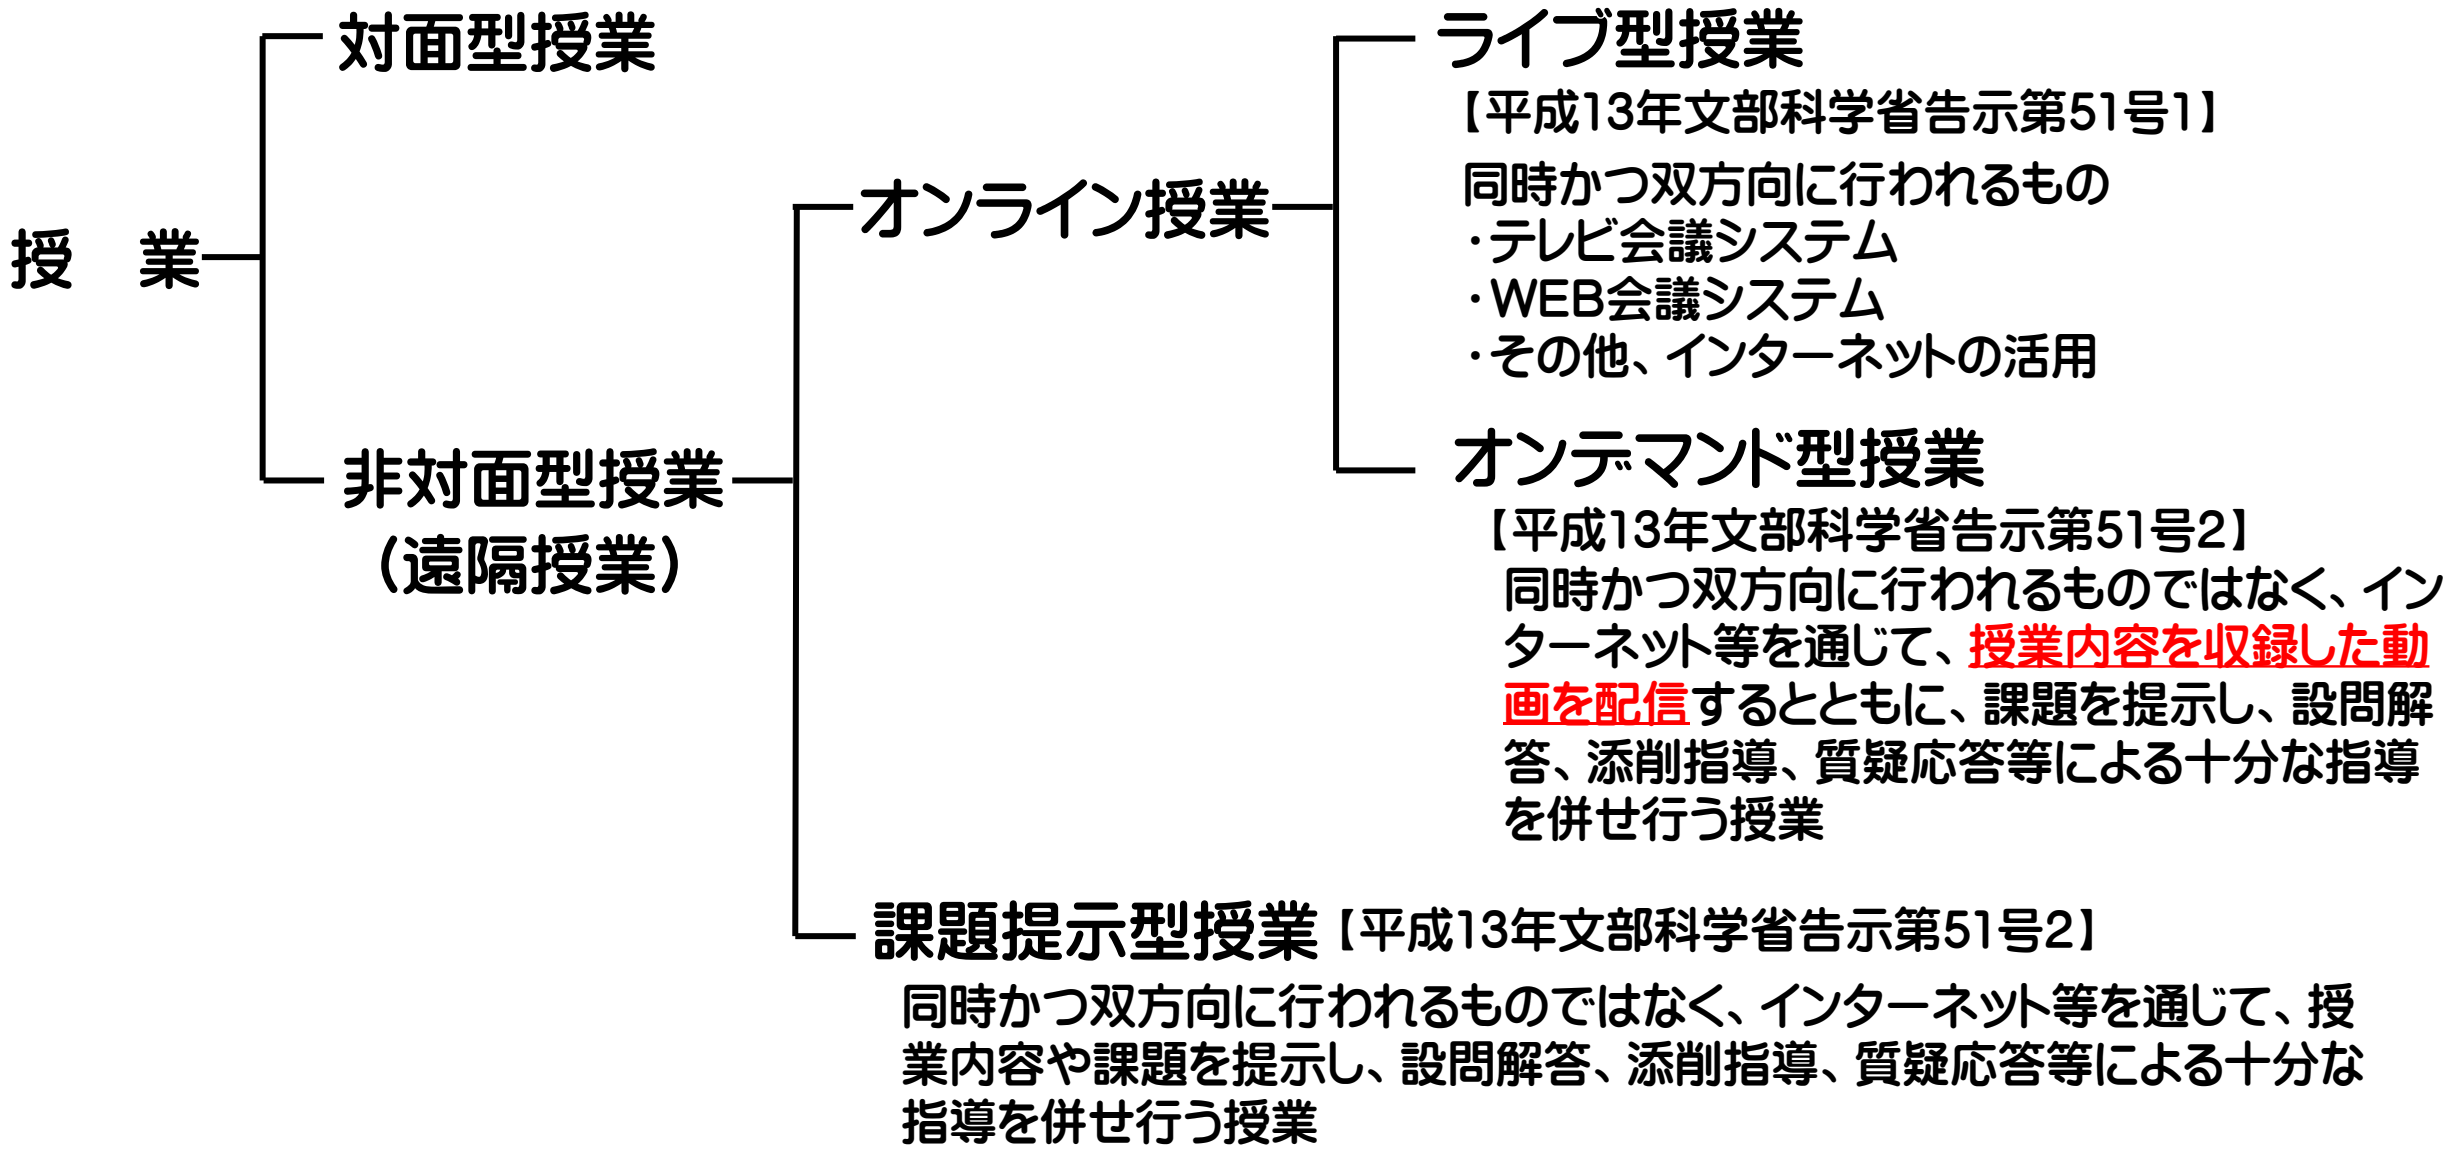 授　業
対面型授業
非対面型授業
（遠隔授業）
オンライン授業
ライブ型授業
【平成13年文部科学省告示第51号1】
同時かつ双方向に行われるもの
・テレビ会議システム
・WEB会議システム
・その他、インターネットの活用
オンデマンド型授業
【平成13年文部科学省告示第51号2】
同時かつ双方向に行われるものではなく、イン
ターネット等を通じて、授業内容を収録した動
画を配信するとともに、課題を提示し、設問解
答、添削指導、質疑応答等による十分な指導
を併せ行う授業
課題提示型授業【平成13年文部科学省告示第51号2】
同時かつ双方向に行われるものではなく、インターネット等を通じて、授
業内容や課題を提示し、設問解答、添削指導、質疑応答等による十分な
指導を併せ行う授業